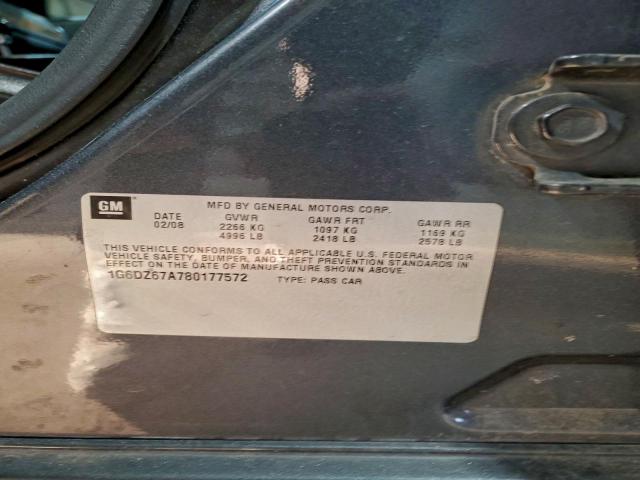 GM
MFD BY GENERAL MOTORS CORP.
DATE GVWR GAWR FRT GAWR RR
02/08 2266 KG 1097 KG 1169 KG
4996 LB 2418 LB 2578 LB
THIS VEHICLE CONFORMS TO ALL APPLICABLE U.S. FEDERAL MOTOR
VEHICLE SAFETY, BUMPER, AND THEFT PREVENTION STANDARDS IN
EFFECT ON THE DATE OF MANUFACTURE SHOWN ABOVE.
1G6DZ67A780177572 TYPE: PASS CAR